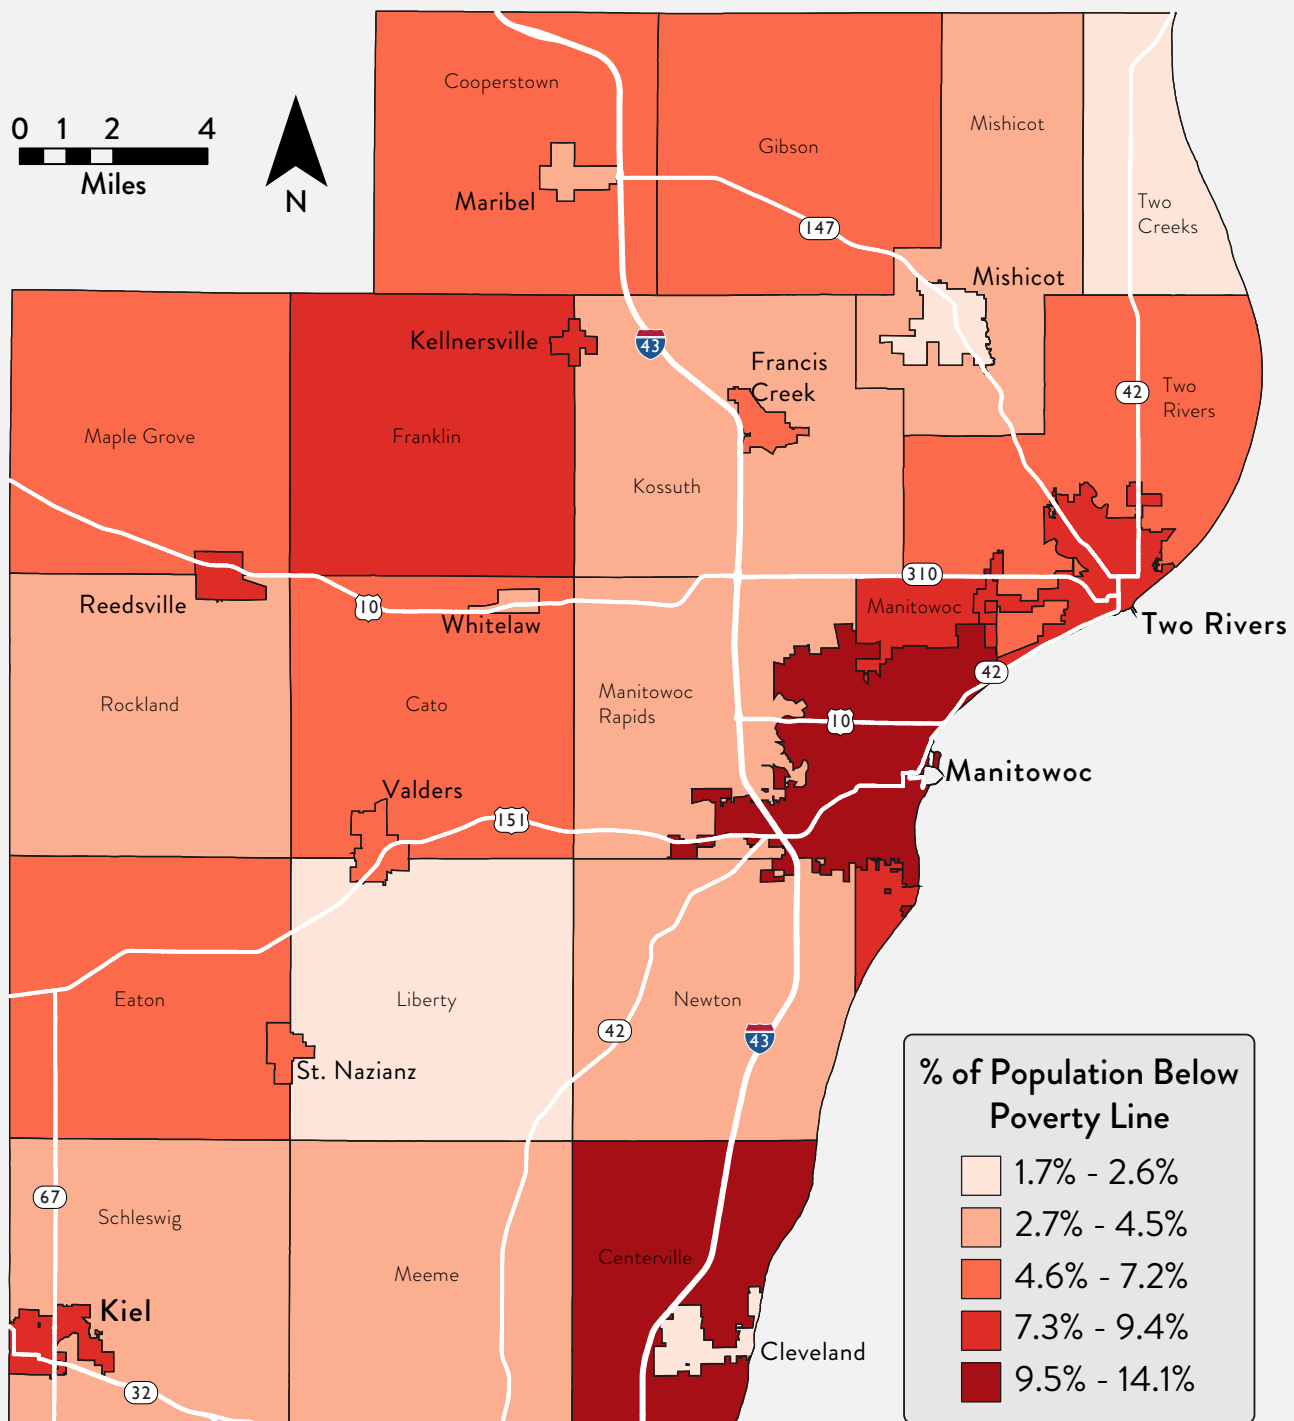 Cooperstown
Mishicot
0 1 2 4
Miles
N
Gibson
Maribel
Two
Creeks
147
Mishicot
Kellnersville
43
Francis
Creek
42
Two
Rivers
Maple Grove
Franklin
Kossuth
310
Reedsville
10
Whitelaw
Manitowoc
Two Rivers
42
Rockland
Cato
Manitowoc
Rapids
10
Manitowoc
Valders
151
Eaton
Liberty
Newton
42
43
St. Nazianz
67
Schleswig
Meeme
Centerville
Kiel
Cleveland
32
% of Population Below
Poverty Line
1.7% - 2.6%
2.7% - 4.5%
4.6% - 7.2%
7.3% - 9.4%
9.5% - 14.1%